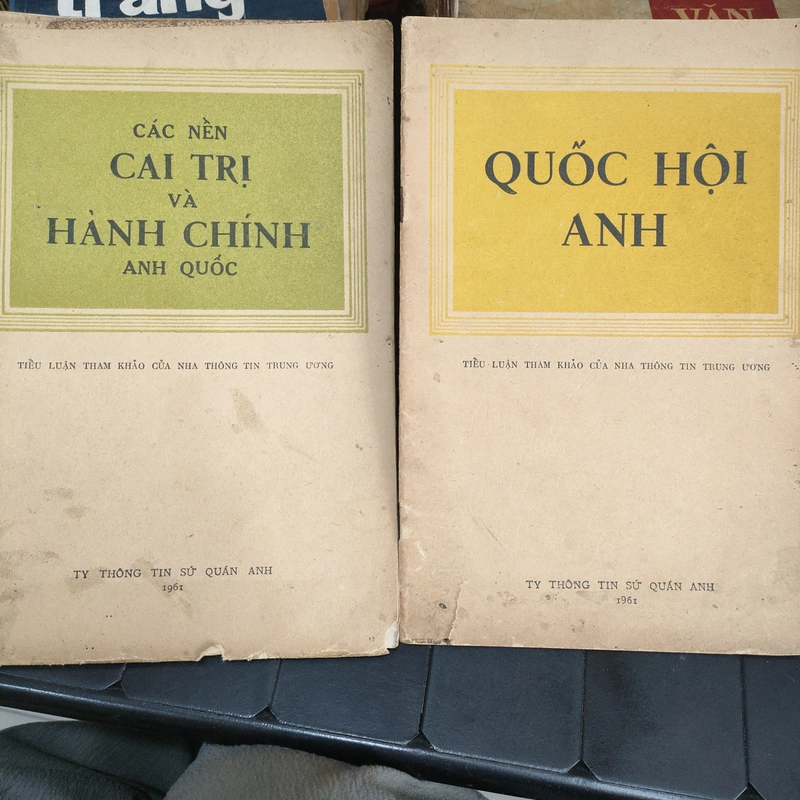 trang
VĂN
CÁC NỀN
CAI TRỊ
VÀ
HÀNH CHÍNH
ANH QUỐC
TIỂU LUẬN THAM KHẢO CỦA NHA THÔNG TIN TRUNG ƯƠNG
TY THÔNG TIN SỨ QUÁN ANH
1961
QUỐC HỘI
ANH
TIỂU LUẬN THAM KHẢO CỦA NHA THÔNG TIN TRUNG ƯƠNG
TY THÔNG TIN SỨ QUÁN ANH
1961